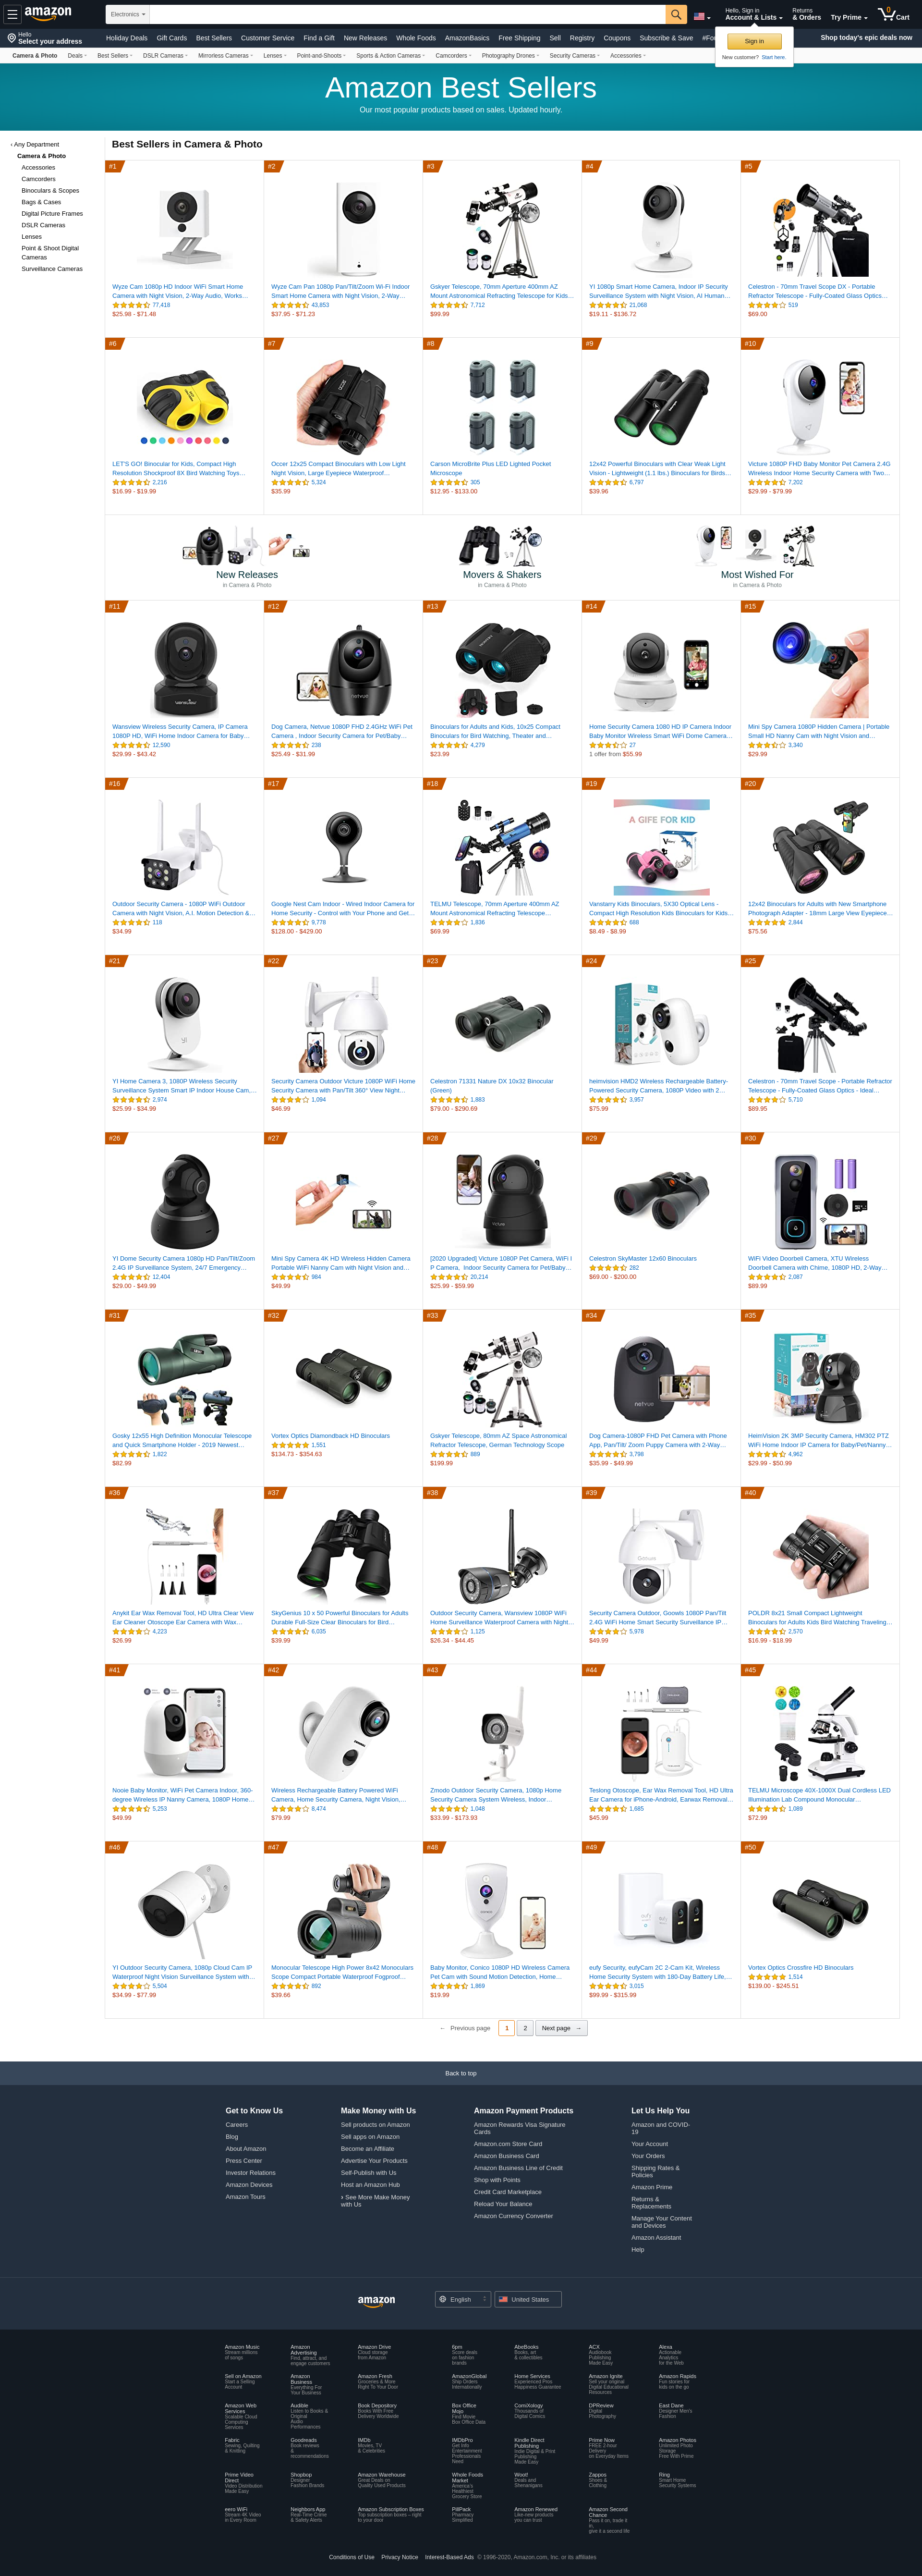 amazon
Electronics
Hello, Sign in
Account & Lists
Returns
& Orders
Try Prime
0
Cart
Hello
Select your address
Holiday Deals
Gift Cards
Best Sellers
Customer Service
Find a Gift
New Releases
Whole Foods
AmazonBasics
Free Shipping
Sell
Registry
Coupons
Subscribe & Save
Shop today's epic deals now
Sign in
New customer? Start here.
Camera & Photo
Deals
Best Sellers
DSLR Cameras
Mirrorless Cameras
Lenses
Point-and-Shoots
Sports & Action Cameras
Camcorders
Photography Drones
Security Cameras
Accessories
Amazon Best Sellers
Our most popular products based on sales. Updated hourly.
‹ Any Department
Camera & Photo
Accessories
Camcorders
Binoculars & Scopes
Bags & Cases
Digital Picture Frames
DSLR Cameras
Lenses
Point & Shoot Digital
Cameras
Surveillance Cameras
Best Sellers in Camera & Photo
#1
Wyze Cam 1080p HD Indoor WiFi Smart Home
Camera with Night Vision, 2-Way Audio, Works…
77,418
$25.98 - $71.48
#2
Wyze Cam Pan 1080p Pan/Tilt/Zoom Wi-Fi Indoor
Smart Home Camera with Night Vision, 2-Way…
43,853
$37.95 - $71.23
#3
Gskyer Telescope, 70mm Aperture 400mm AZ
Mount Astronomical Refracting Telescope for Kids…
7,712
$99.99
#4
YI 1080p Smart Home Camera, Indoor IP Security
Surveillance System with Night Vision, AI Human…
21,068
$19.11 - $136.72
#5
Celestron - 70mm Travel Scope DX - Portable
Refractor Telescope - Fully-Coated Glass Optics…
519
$69.00
#6
LET'S GO! Binocular for Kids, Compact High
Resolution Shockproof 8X Bird Watching Toys…
2,216
$16.99 - $19.99
#7
Occer 12x25 Compact Binoculars with Low Light
Night Vision, Large Eyepiece Waterproof…
5,324
$35.99
#8
Carson MicroBrite Plus LED Lighted Pocket
Microscope
305
$12.95 - $133.00
#9
12x42 Powerful Binoculars with Clear Weak Light
Vision - Lightweight (1.1 lbs.) Binoculars for Birds…
6,797
$39.96
#10
Victure 1080P FHD Baby Monitor Pet Camera 2.4G
Wireless Indoor Home Security Camera with Two…
7,202
$29.99 - $79.99
New Releases
in Camera & Photo
Movers & Shakers
in Camera & Photo
Most Wished For
in Camera & Photo
#11
Wansview Wireless Security Camera, IP Camera
1080P HD, WiFi Home Indoor Camera for Baby…
12,590
$29.99 - $43.42
#12
Dog Camera, Netvue 1080P FHD 2.4GHz WiFi Pet
Camera , Indoor Security Camera for Pet/Baby…
238
$25.49 - $31.99
#13
Binoculars for Adults and Kids, 10x25 Compact
Binoculars for Bird Watching, Theater and…
4,279
$23.99
#14
Home Security Camera 1080 HD IP Camera Indoor
Baby Monitor Wireless Smart WiFi Dome Camera…
27
1 offer from $55.99
#15
Mini Spy Camera 1080P Hidden Camera | Portable
Small HD Nanny Cam with Night Vision and…
3,340
$29.99
#16
Outdoor Security Camera - 1080P WiFi Outdoor
Camera with Night Vision, A.I. Motion Detection &…
118
$34.99
#17
Google Nest Cam Indoor - Wired Indoor Camera for
Home Security - Control with Your Phone and Get…
9,778
$128.00 - $429.00
#18
TELMU Telescope, 70mm Aperture 400mm AZ
Mount Astronomical Refracting Telescope…
1,836
$69.99
#19
A GIFE FOR KID
Vanstarry Kids Binoculars, 5X30 Optical Lens -
Compact High Resolution Kids Binoculars for Kids…
688
$8.49 - $8.99
#20
12x42 Binoculars for Adults with New Smartphone
Photograph Adapter - 18mm Large View Eyepiece…
2,844
$75.56
#21
YI Home Camera 3, 1080P Wireless Security
Surveillance System Smart IP Indoor House Cam,…
2,974
$25.99 - $34.99
#22
Security Camera Outdoor Victure 1080P WiFi Home
Security Camera with Pan/Tilt 360° View Night…
1,094
$46.99
#23
Celestron 71331 Nature DX 10x32 Binocular
(Green)
1,883
$79.00 - $290.69
#24
heimvision HMD2 Wireless Rechargeable Battery-
Powered Security Camera, 1080P Video with 2…
3,957
$75.99
#25
Celestron - 70mm Travel Scope - Portable Refractor
Telescope - Fully-Coated Glass Optics - Ideal…
5,710
$89.95
#26
YI Dome Security Camera 1080p HD Pan/Tilt/Zoom
2.4G IP Surveillance System, 24/7 Emergency…
12,404
$29.00 - $49.99
#27
Mini Spy Camera 4K HD Wireless Hidden Camera
Portable WiFi Nanny Cam with Night Vision and…
984
$49.99
#28
[2020 Upgraded] Victure 1080P Pet Camera, WiFi I
P Camera, Indoor Security Camera for Pet/Baby…
20,214
$25.99 - $59.99
#29
Celestron SkyMaster 12x60 Binoculars
282
$69.00 - $200.00
#30
WiFi Video Doorbell Camera, XTU Wireless
Doorbell Camera with Chime, 1080P HD, 2-Way…
2,087
$89.99
#31
Gosky 12x55 High Definition Monocular Telescope
and Quick Smartphone Holder - 2019 Newest…
1,822
$82.99
#32
Vortex Optics Diamondback HD Binoculars
1,551
$134.73 - $354.63
#33
Gskyer Telescope, 80mm AZ Space Astronomical
Refractor Telescope, German Technology Scope
889
$199.99
#34
Dog Camera-1080P FHD Pet Camera with Phone
App, Pan/Tilt/ Zoom Puppy Camera with 2-Way…
3,798
$35.99 - $49.99
#35
HeimVision 2K 3MP Security Camera, HM302 PTZ
WiFi Home Indoor IP Camera for Baby/Pet/Nanny…
4,962
$29.99 - $50.99
#36
Anykit Ear Wax Removal Tool, HD Ultra Clear View
Ear Cleaner Otoscope Ear Camera with Wax…
4,223
$26.99
#37
SkyGenius 10 x 50 Powerful Binoculars for Adults
Durable Full-Size Clear Binoculars for Bird…
6,035
$39.99
#38
Outdoor Security Camera, Wansview 1080P WiFi
Home Surveillance Waterproof Camera with Night…
1,125
$26.34 - $44.45
#39
Security Camera Outdoor, Goowls 1080P Pan/Tilt
2.4G WiFi Home Smart Security Surveillance IP…
5,978
$49.99
#40
POLDR 8x21 Small Compact Lightweight
Binoculars for Adults Kids Bird Watching Traveling…
2,570
$16.99 - $18.99
#41
Nooie Baby Monitor, WiFi Pet Camera Indoor, 360-
degree Wireless IP Nanny Camera, 1080P Home…
5,253
$49.99
#42
Wireless Rechargeable Battery Powered WiFi
Camera, Home Security Camera, Night Vision,…
8,474
$79.99
#43
Zmodo Outdoor Security Camera, 1080p Home
Security Camera System Wireless, Indoor…
1,048
$33.99 - $173.93
#44
Teslong Otoscope, Ear Wax Removal Tool, HD Ultra
Ear Camera for iPhone-Android, Earwax Removal…
1,685
$45.99
#45
TELMU Microscope 40X-1000X Dual Cordless LED
Illumination Lab Compound Monocular…
1,089
$72.99
#46
YI Outdoor Security Camera, 1080p Cloud Cam IP
Waterproof Night Vision Surveillance System with…
5,504
$34.99 - $77.99
#47
Monocular Telescope High Power 8x42 Monoculars
Scope Compact Portable Waterproof Fogproof…
892
$39.66
#48
Baby Monitor, Conico 1080P HD Wireless Camera
Pet Cam with Sound Motion Detection, Home…
1,869
$19.99
#49
eufy Security, eufyCam 2C 2-Cam Kit, Wireless
Home Security System with 180-Day Battery Life,…
3,015
$99.99 - $315.99
#50
Vortex Optics Crossfire HD Binoculars
1,514
$139.00 - $245.51
← Previous page
1
2
Next page →
Back to top
Get to Know Us
Careers
Blog
About Amazon
Press Center
Investor Relations
Amazon Devices
Amazon Tours
Make Money with Us
Sell products on Amazon
Sell apps on Amazon
Become an Affiliate
Advertise Your Products
Self-Publish with Us
Host an Amazon Hub
› See More Make Money
with Us
Amazon Payment Products
Amazon Rewards Visa Signature
Cards
Amazon.com Store Card
Amazon Business Card
Amazon Business Line of Credit
Shop with Points
Credit Card Marketplace
Reload Your Balance
Amazon Currency Converter
Let Us Help You
Amazon and COVID-
19
Your Account
Your Orders
Shipping Rates &
Policies
Amazon Prime
Returns &
Replacements
Manage Your Content
and Devices
Amazon Assistant
Help
amazon
English
United States
Amazon Music
Stream millions
of songs
Amazon
Advertising
Find, attract, and
engage customers
Amazon Drive
Cloud storage
from Amazon
6pm
Score deals
on fashion
brands
AbeBooks
Books, art
& collectibles
ACX
Audiobook
Publishing
Made Easy
Alexa
Actionable
Analytics
for the Web
Sell on Amazon
Start a Selling
Account
Amazon
Business
Everything For
Your Business
Amazon Fresh
Groceries & More
Right To Your Door
AmazonGlobal
Ship Orders
Internationally
Home Services
Experienced Pros
Happiness Guarantee
Amazon Ignite
Sell your original
Digital Educational
Resources
Amazon Rapids
Fun stories for
kids on the go
Amazon Web
Services
Scalable Cloud
Computing
Services
Audible
Listen to Books &
Original
Audio
Performances
Book Depository
Books With Free
Delivery Worldwide
Box Office
Mojo
Find Movie
Box Office Data
ComiXology
Thousands of
Digital Comics
DPReview
Digital
Photography
East Dane
Designer Men's
Fashion
Fabric
Sewing, Quilting
& Knitting
Goodreads
Book reviews
&
recommendations
IMDb
Movies, TV
& Celebrities
IMDbPro
Get Info
Entertainment
Professionals
Need
Kindle Direct
Publishing
Indie Digital & Print
Publishing
Made Easy
Prime Now
FREE 2-hour
Delivery
on Everyday Items
Amazon Photos
Unlimited Photo
Storage
Free With Prime
Prime Video
Direct
Video Distribution
Made Easy
Shopbop
Designer
Fashion Brands
Amazon Warehouse
Great Deals on
Quality Used Products
Whole Foods
Market
America's
Healthiest
Grocery Store
Woot!
Deals and
Shenanigans
Zappos
Shoes &
Clothing
Ring
Smart Home
Security Systems
eero WiFi
Stream 4K Video
in Every Room
Neighbors App
Real-Time Crime
& Safety Alerts
Amazon Subscription Boxes
Top subscription boxes – right
to your door
PillPack
Pharmacy
Simplified
Amazon Renewed
Like-new products
you can trust
Amazon Second
Chance
Pass it on, trade it
in,
give it a second life
Conditions of Use
Privacy Notice
Interest-Based Ads
© 1996-2020, Amazon.com, Inc. or its affiliates